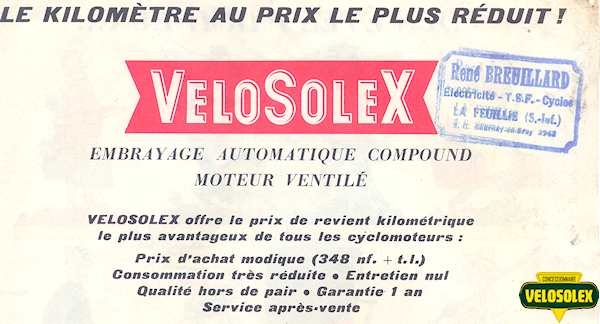 LE KILOMÈTRE AU PRIX LE PLUS RÉDUIT !
VELOSOLEX
René BREUILLARD
Electricité - T.S.F. - Cycles
LA FEUILLIE (S.-Inf.)
EMBRAYAGE AUTOMATIQUE COMPOUND
MOTEUR VENTILÉ
VELOSOLEX offre le prix de revient kilométrique
le plus avantageux de tous les cyclomoteurs :
Prix d'achat modique (348 nf. + t.l.)
Consommation très réduite • Entretien nul
Qualité hors de pair • Garantie 1 an
Service après-vente
CONCESSIONNAIRE
VELOSOLEX